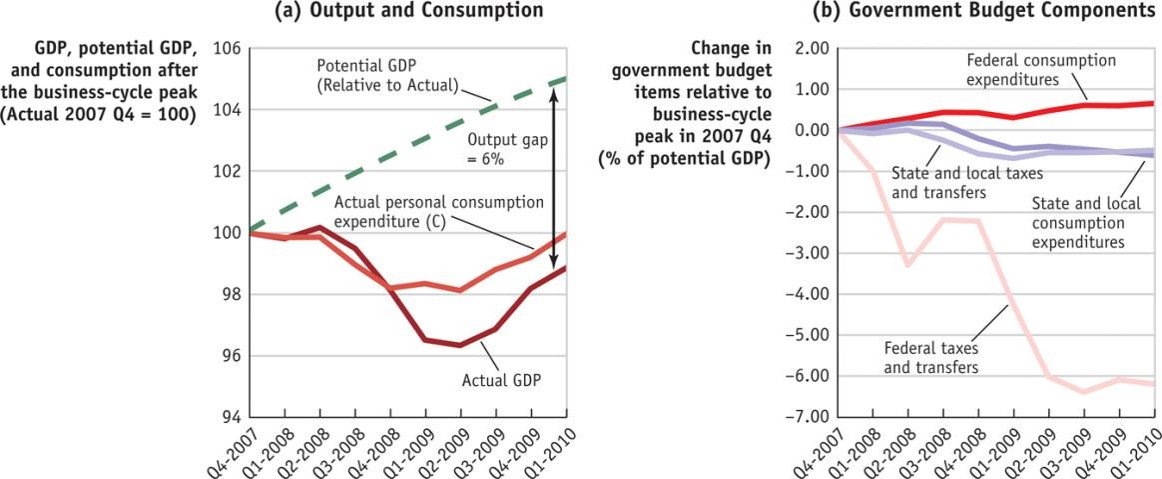 (a) Output and Consumption
GDP, potential GDP,
and consumption after
the business-cycle peak
(Actual 2007 Q4 = 100)
106
104
102
100
98
96
94
Potential GDP
(Relative to Actual)
Output gap
= 6%
Actual personal consumption
expenditure (C)
Actual GDP
Q4-2007
Q1-2008
Q2-2008
Q3-2008
Q4-2008
Q1-2009
Q2-2009
Q3-2009
Q4-2009
Q1-2010
(b) Government Budget Components
Change in
government budget
items relative to
business-cycle
peak in 2007 Q4
(% of potential GDP)
2.00
1.00
0.00
−1.00
−2.00
−3.00
−4.00
−5.00
−6.00
−7.00
Federal consumption
expenditures
State and local taxes
and transfers
State and local
consumption
expenditures
Federal taxes
and transfers
Q4-2007
Q1-2008
Q2-2008
Q3-2008
Q4-2008
Q1-2009
Q2-2009
Q3-2009
Q4-2009
Q1-2010